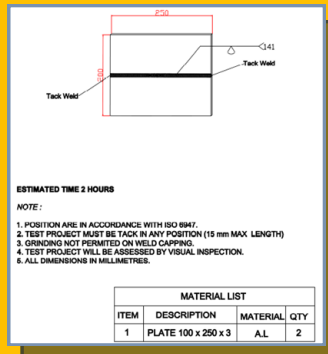 250
141
200
Tack Weld
Tack Weld
ESTIMATED TIME 2 HOURS
NOTE :
1. POSITION ARE IN ACCORDANCE WITH ISO 6947.
2. TEST PROJECT MUST BE TACK IN ANY POSITION (15 mm MAX LENGTH)
3. GRINDING NOT PERMITED ON WELD CAPPING.
4. TEST PROJECT WILL BE ASSESSED BY VISUAL INSPECTION.
5. ALL DIMENSIONS IN MILLIMETRES.
MATERIAL LIST
ITEM DESCRIPTION MATERIAL QTY
1 PLATE 100 x 250 x 3 A.L 2